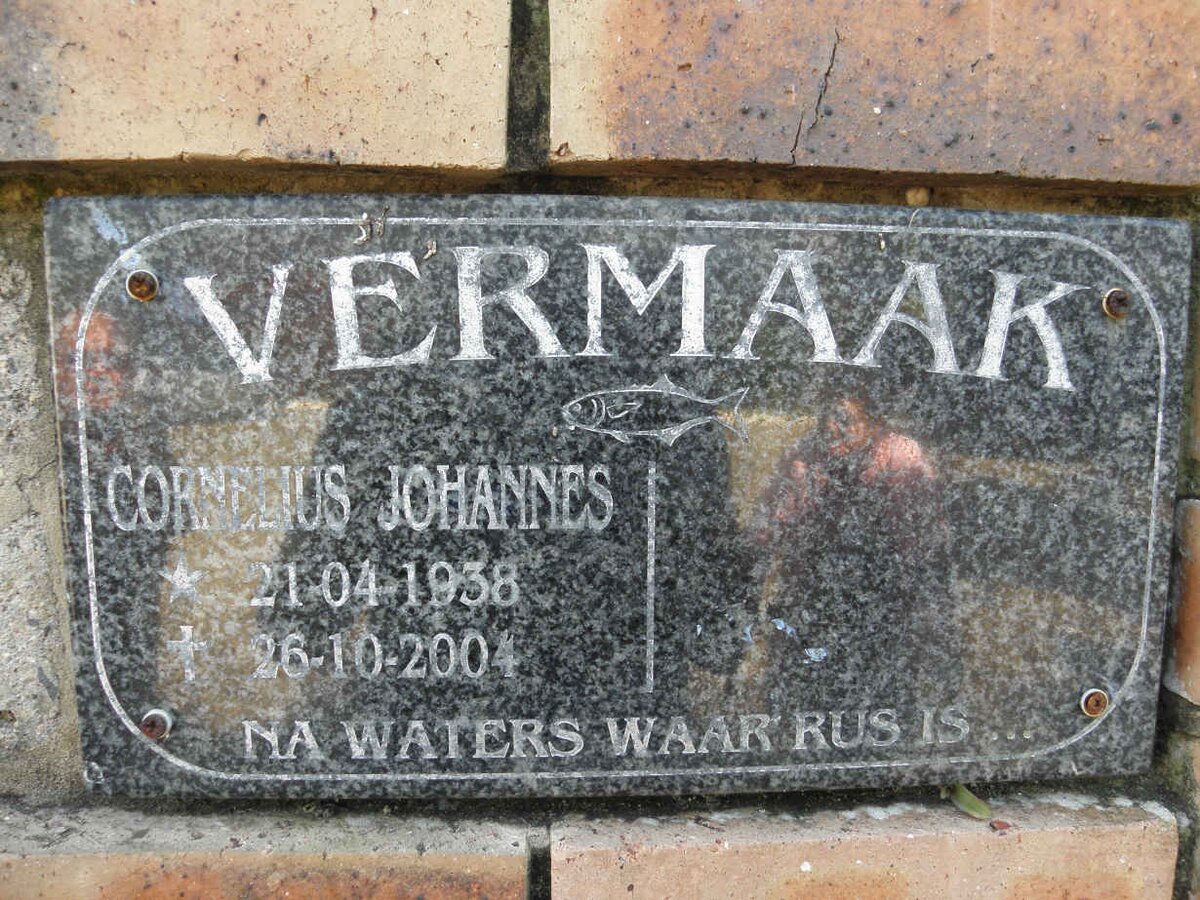 VERMAAK
CORNELIUS JOHANNES
21-04-1938
26-10-2004
NA WATERS WAAR RUS IS ...